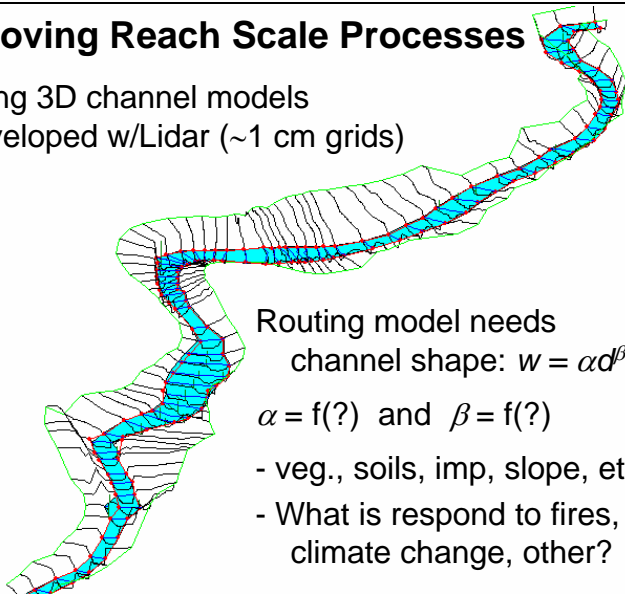 oving Reach Scale Processes
ng 3D channel models
veloped w/Lidar (~1 cm grids)
Routing model needs
channel shape: w = αdᵝ
α = f(?) and β = f(?)
- veg., soils, imp, slope, et
- What is respond to fires,
climate change, other?